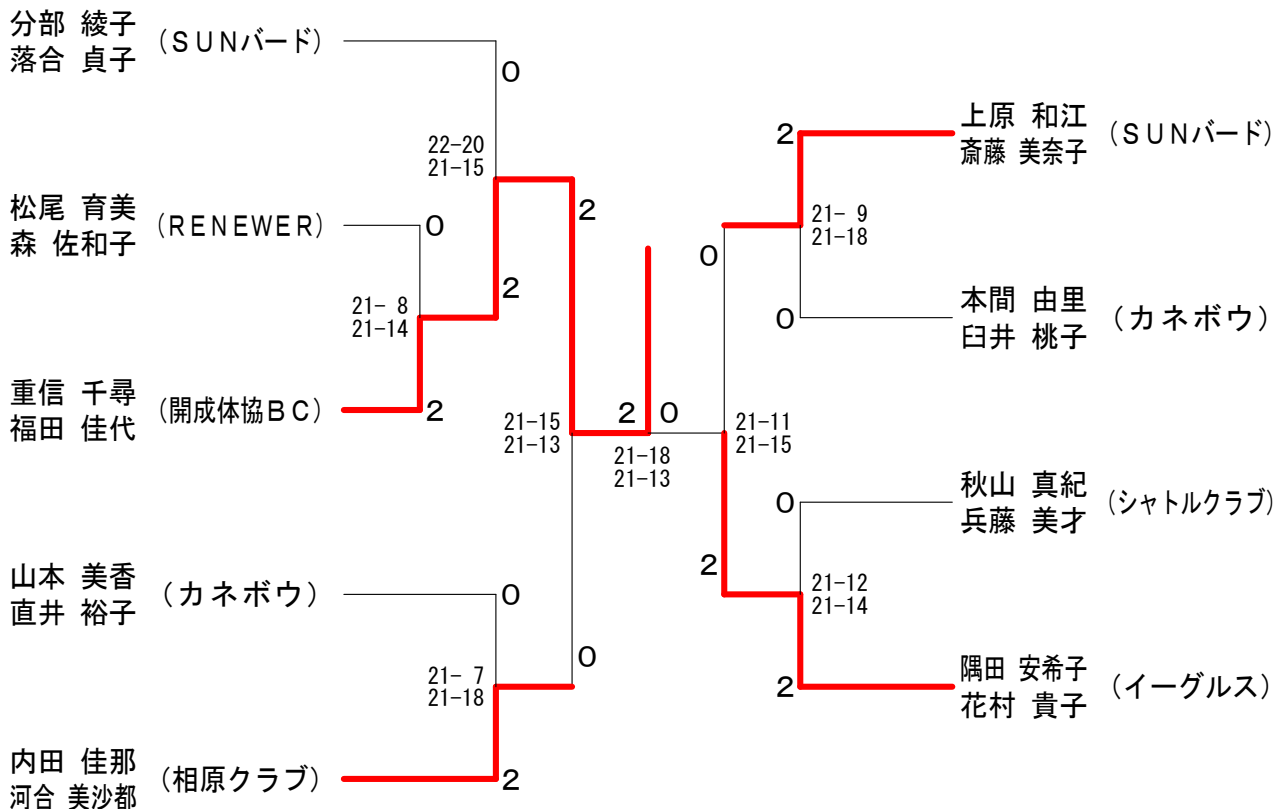 分部 綾子
落合 貞子
(ＳＵＮバード)
0
22-20
21-15
松尾 育美
森 佐和子
(ＲＥＮＥＷＥＲ)
0
2
21- 8
21-14
2
重信 千尋
福田 佳代
(開成体協ＢＣ)
2
21-15
21-13
山本 美香
直井 裕子
(カネボウ)
0
0
21- 7
21-18
内田 佳那
河合 美沙都
(相原クラブ)
2
2 0
21-18
21-13
上原 和江
斎藤 美奈子
(ＳＵＮバード)
2
21- 9
21-18
0
本間 由里
臼井 桃子
(カネボウ)
0
21-11
21-15
秋山 真紀
兵藤 美才
(シャトルクラブ)
0
2
21-12
21-14
隅田 安希子
花村 貴子
(イーグルス)
2